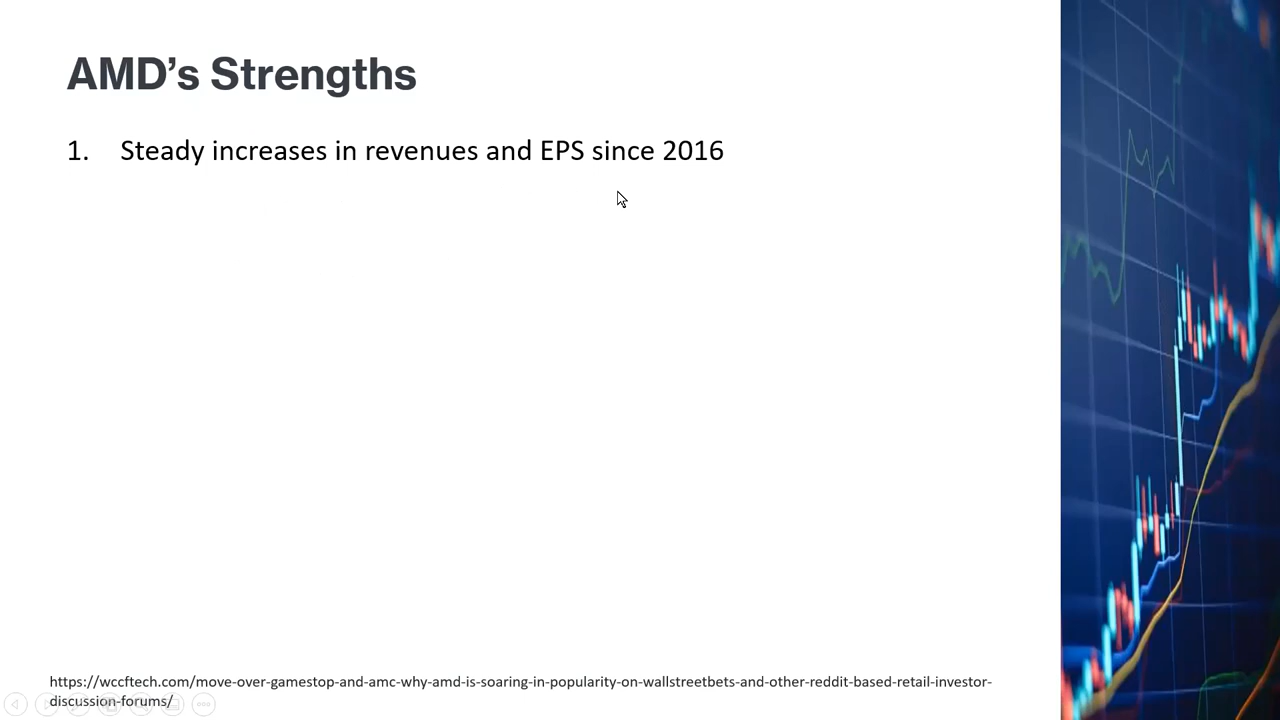 AMD’s Strengths
1. Steady increases in revenues and EPS since 2016
https://wccftech.com/move-over-gamestop-and-amc-why-amd-is-soaring-in-popularity-on-wallstreetbets-and-other-reddit-based-retail-investor-
discussion-forums/